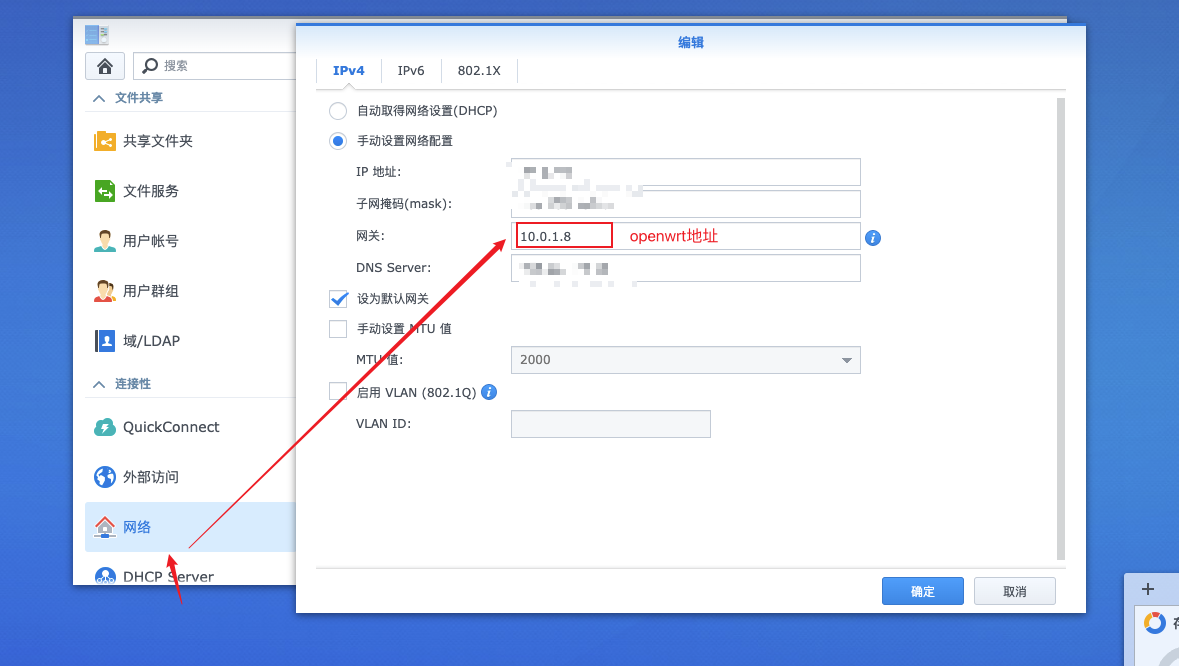 搜索
文件共享
共享文件夹
文件服务
用户帐号
用户群组
域/LDAP
连接性
QuickConnect
外部访问
网络
DHCP Server
编辑
IPv4 IPv6 802.1X
自动取得网络设置(DHCP)
手动设置网络配置
IP 地址:
子网掩码(mask):
网关: 10.0.1.8 openwrt地址
DNS Server:
设为默认网关
手动设置 MTU 值
MTU 值: 2000
启用 VLAN (802.1Q)
VLAN ID:
确定 取消